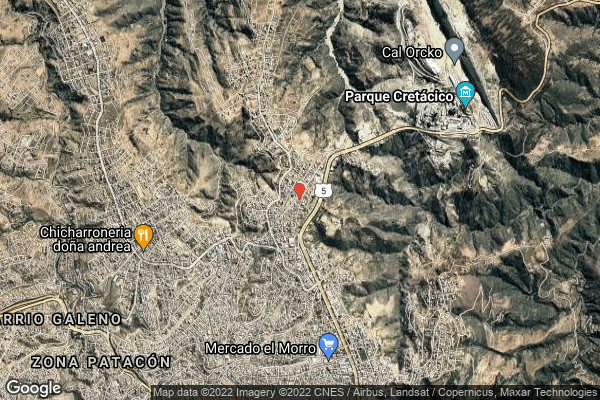 Cal Orcko
Parque Cretácico
5
Chicharroneria
doña andrea
RRIO GALENO
ZONA PATACÓN
Mercado el Morro
Google
Map data ©2022 Imagery ©2022 CNES / Airbus, Landsat / Copernicus, Maxar Technologies